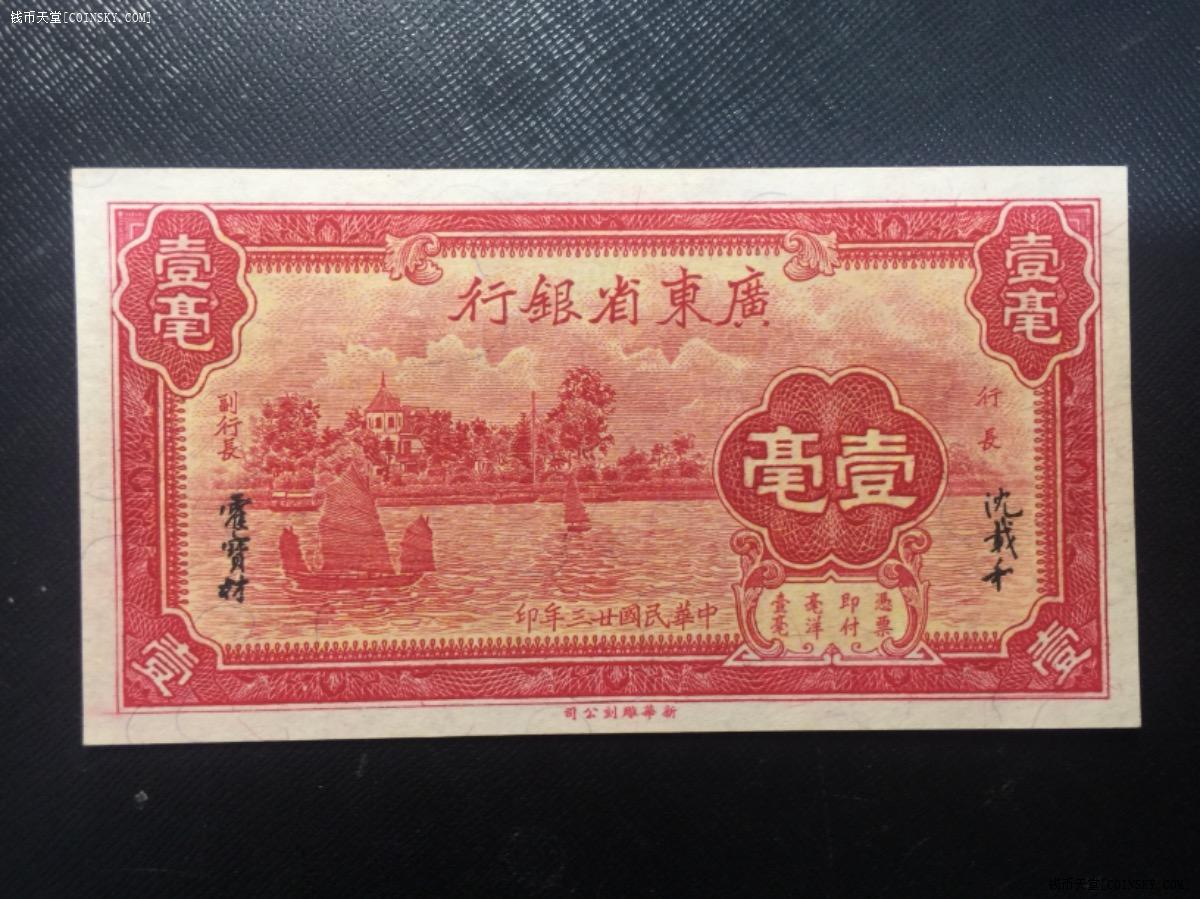 钱币天堂[COINSKY.COM]
壹毫
壹毫
廣東省銀行
行長
副行長
壹毫
沈載和
霍寶材
憑票
即付
毫洋
壹毫
中華民國廿三年印
壹
壹
新華雕刻公司
钱币天堂[COINSKY.COM]